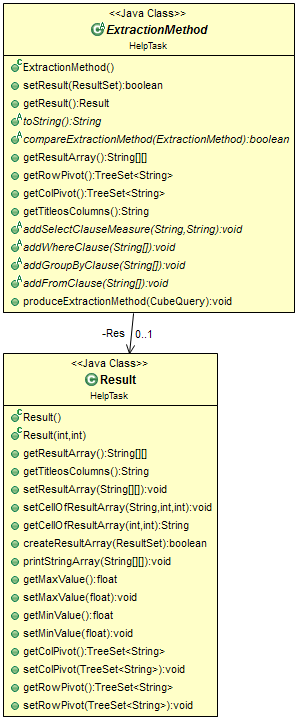 <<Java Class>>
ExtractionMethod
HelpTask
ExtractionMethod()
setResult(ResultSet):boolean
getResult():Result
toString():String
compareExtractionMethod(ExtractionMethod):boolean
getResultArray():String[][]
getRowPivot():TreeSet<String>
getColPivot():TreeSet<String>
getTitleosColumns():String
addSelectClauseMeasure(String,String):void
addWhereClause(String[]):void
addGroupByClause(String[]):void
addFromClause(String[]):void
produceExtractionMethod(CubeQuery):void
-Res 0..1
<<Java Class>>
Result
HelpTask
Result()
Result(int,int)
getResultArray():String[][]
getTitleosColumns():String
setResultArray(String[][]):void
setCellOfResultArray(String,int,int):void
getCellOfResultArray(int,int):String
createResultArray(ResultSet):boolean
printStringArray(String[][]):void
getMaxValue():float
setMaxValue(float):void
getMinValue():float
setMinValue(float):void
getColPivot():TreeSet<String>
setColPivot(TreeSet<String>):void
getRowPivot():TreeSet<String>
setRowPivot(TreeSet<String>):void